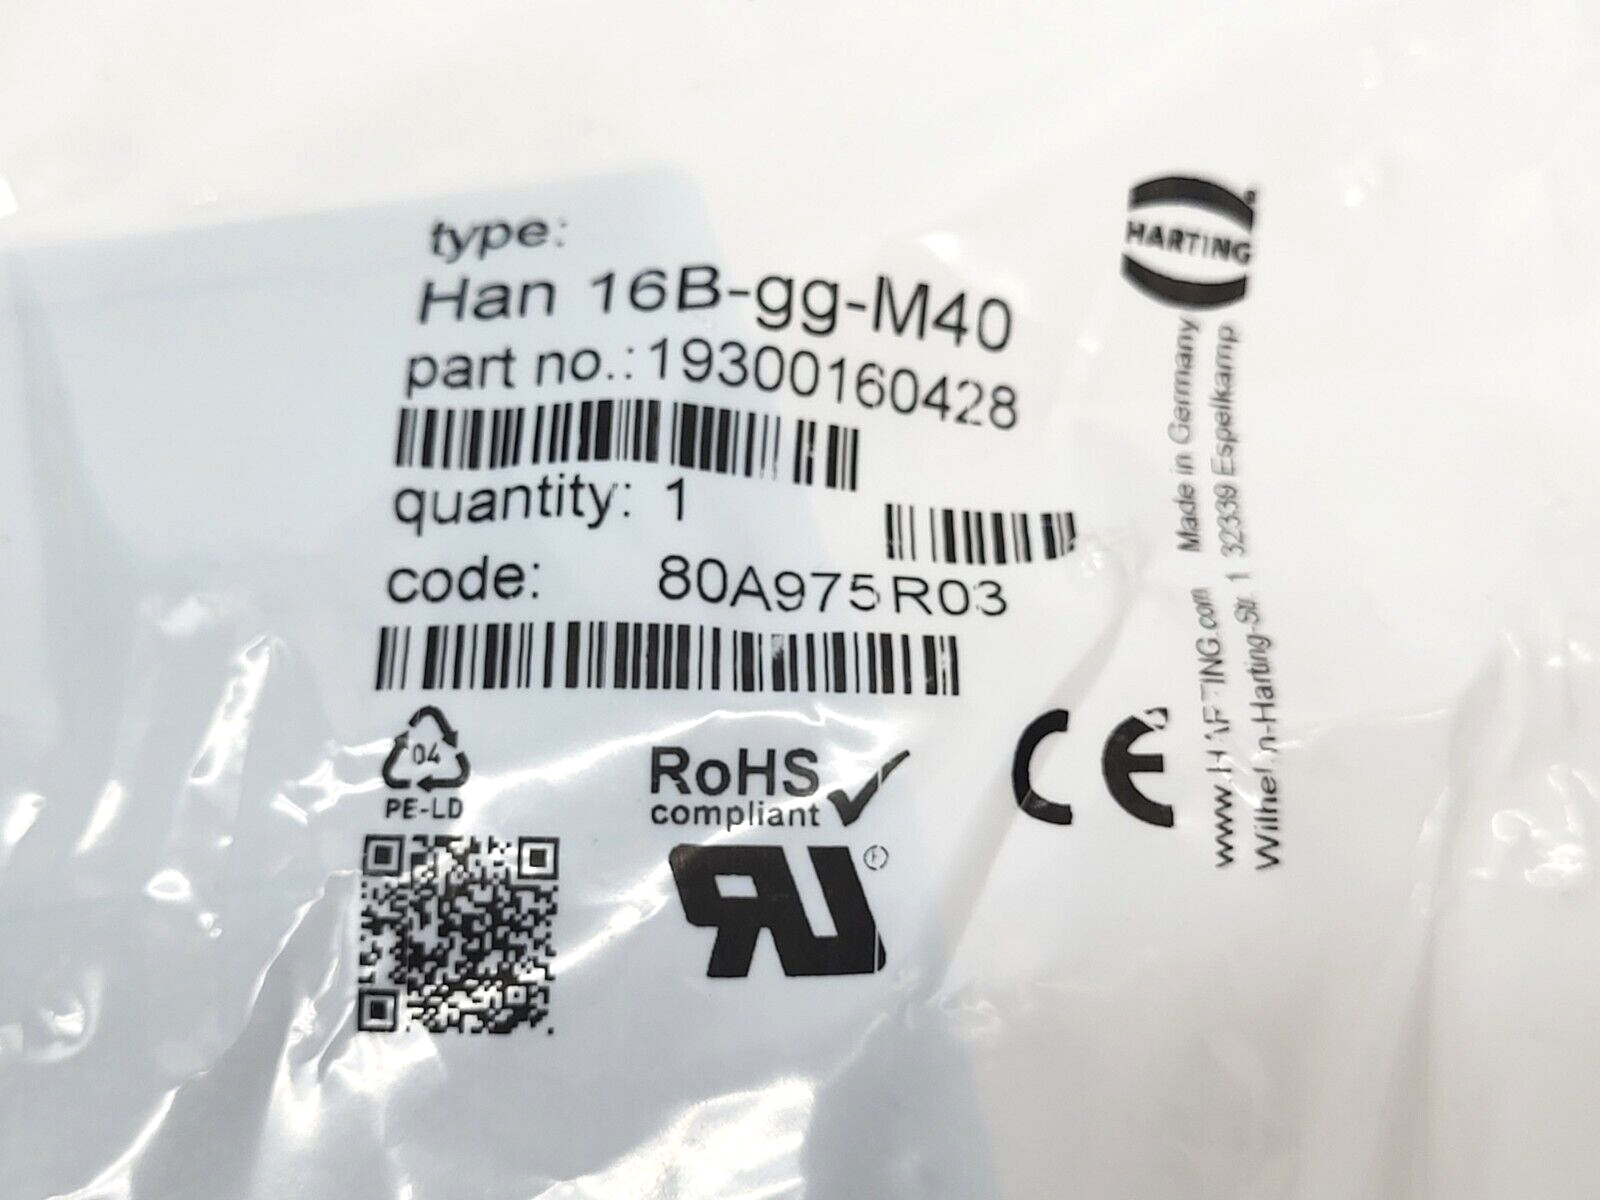 type:
Han 16B-gg-M40
part no.: 19300160428
quantity: 1
code: 80A975R03
04
PE-LD
RoHS
compliant
CE
HARTING
Made in Germany
32339 Espelkamp